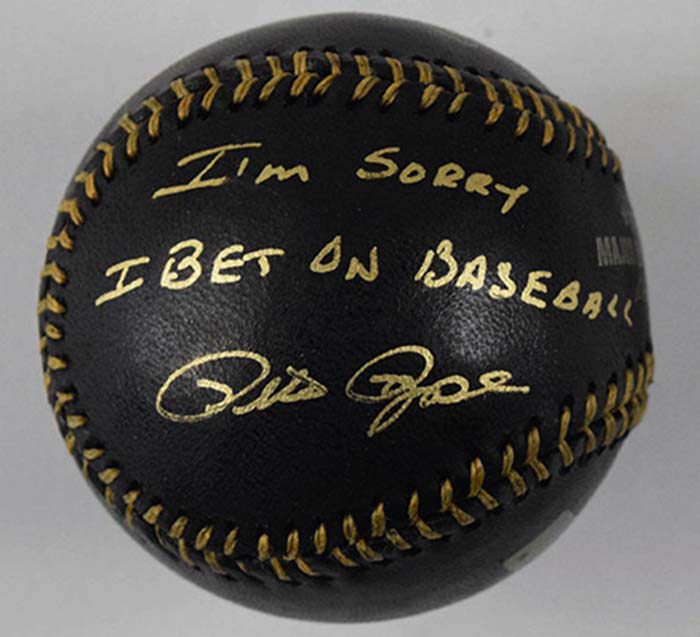 I'm SORRY
I BET ON BASEBALL
Pete Rose